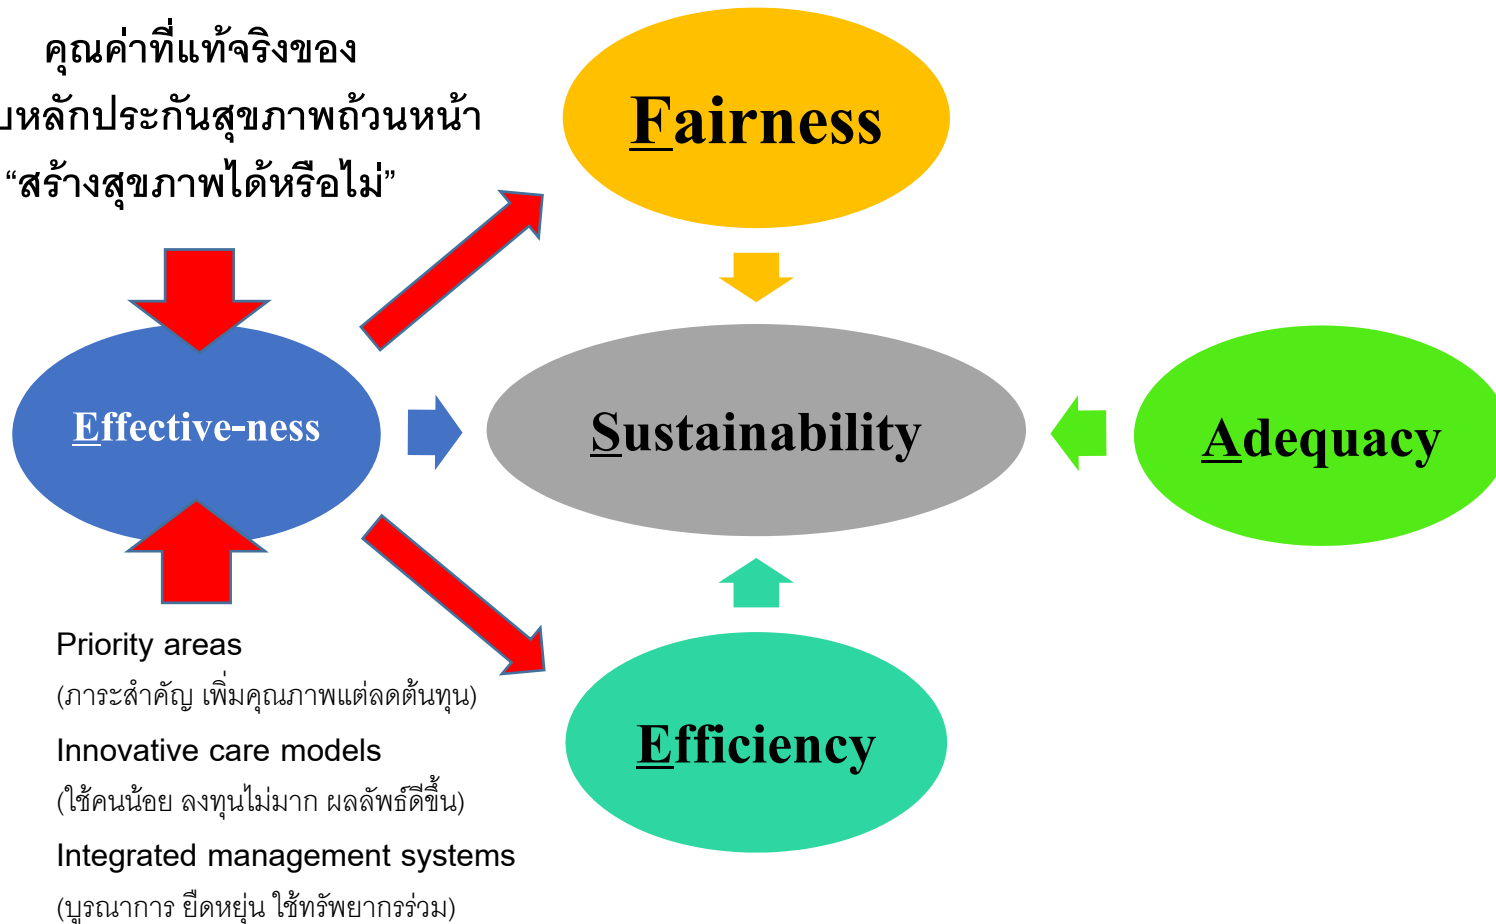 คุณค่าที่แท้จริงของ
บหลักประกันสุขภาพถ้วนหน้า
“สร้างสุขภาพได้หรือไม่”
Fairness
Effective-ness
Sustainability
Adequacy
Efficiency
Priority areas
(ภาระสำคัญ เพิ่มคุณภาพแต่ลดต้นทุน)
Innovative care models
(ใช้คนน้อย ลงทุนไม่มาก ผลลัพธ์ดีขึ้น)
Integrated management systems
(บูรณาการ ยืดหยุ่น ใช้ทรัพยากรร่วม)